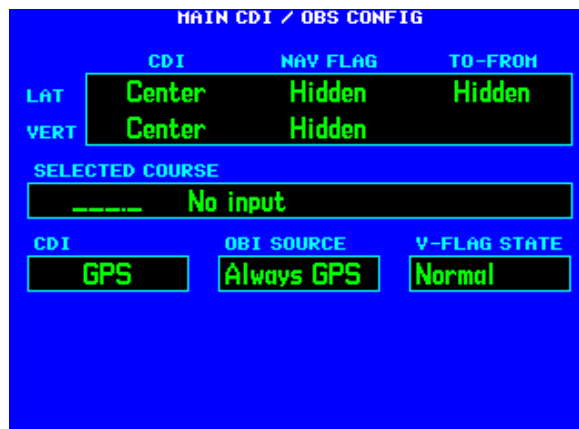 MAIN CDI / OBS CONFIG
CDI NAV FLAG TO-FROM
LAT Center Hidden Hidden
VERT Center Hidden
SELECTED COURSE
___._ No input
CDI OBI SOURCE V-FLAG STATE
GPS Always GPS Normal